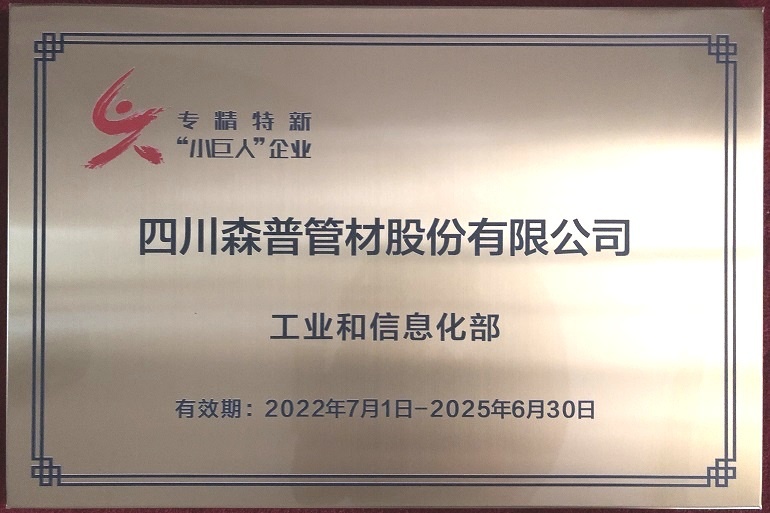 专精特新
“小巨人”企业
四川森普管材股份有限公司
工业和信息化部
有效期：2022年7月1日-2025年6月30日